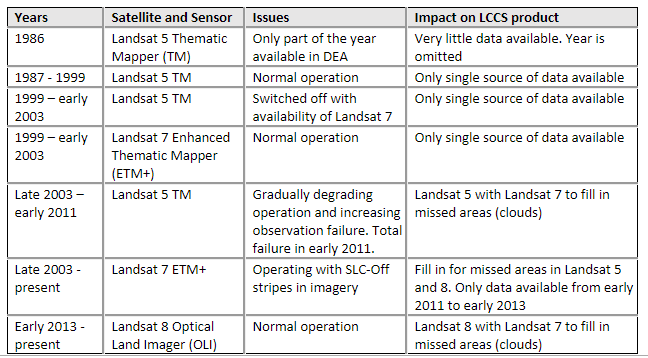 Years Satellite and Sensor Issues Impact on LCCS product
1986 Landsat 5 Thematic Only part of the year Very little data available. Year is
Mapper (TM) available in DEA omitted
1987 - 1999 Landsat 5 TM Normal operation Only single source of data available
1999 – early Landsat 5 TM Switched off with Only single source of data available
2003 availability of Landsat 7
1999 – early Landsat 7 Enhanced Normal operation Only single source of data available
2003 Thematic Mapper
(ETM+)
Late 2003 – Landsat 5 TM Gradually degrading Landsat 5 with Landsat 7 to fill in
early 2011 operation and increasing missed areas (clouds)
observation failure. Total
failure in early 2011.
Late 2003 - Landsat 7 ETM+ Operating with SLC-Off Fill in for missed areas in Landsat 5
present stripes in imagery and 8. Only data available from early
2011 to early 2013
Early 2013 - Landsat 8 Optical Normal operation Landsat 8 with Landsat 7 to fill in
present Land Imager (OLI) missed areas (clouds)